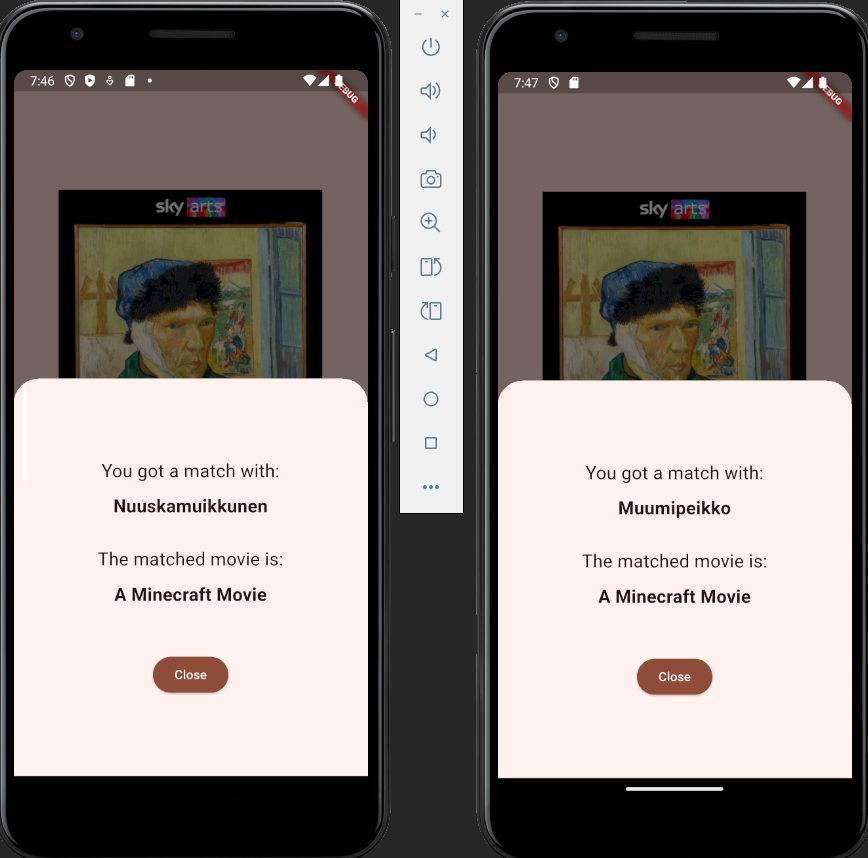 7:46
DEBUG
sky arts
You got a match with:
Nuuskamuikkunen
The matched movie is:
A Minecraft Movie
Close
7:47
DEBUG
sky arts
You got a match with:
Muumipeikko
The matched movie is:
A Minecraft Movie
Close